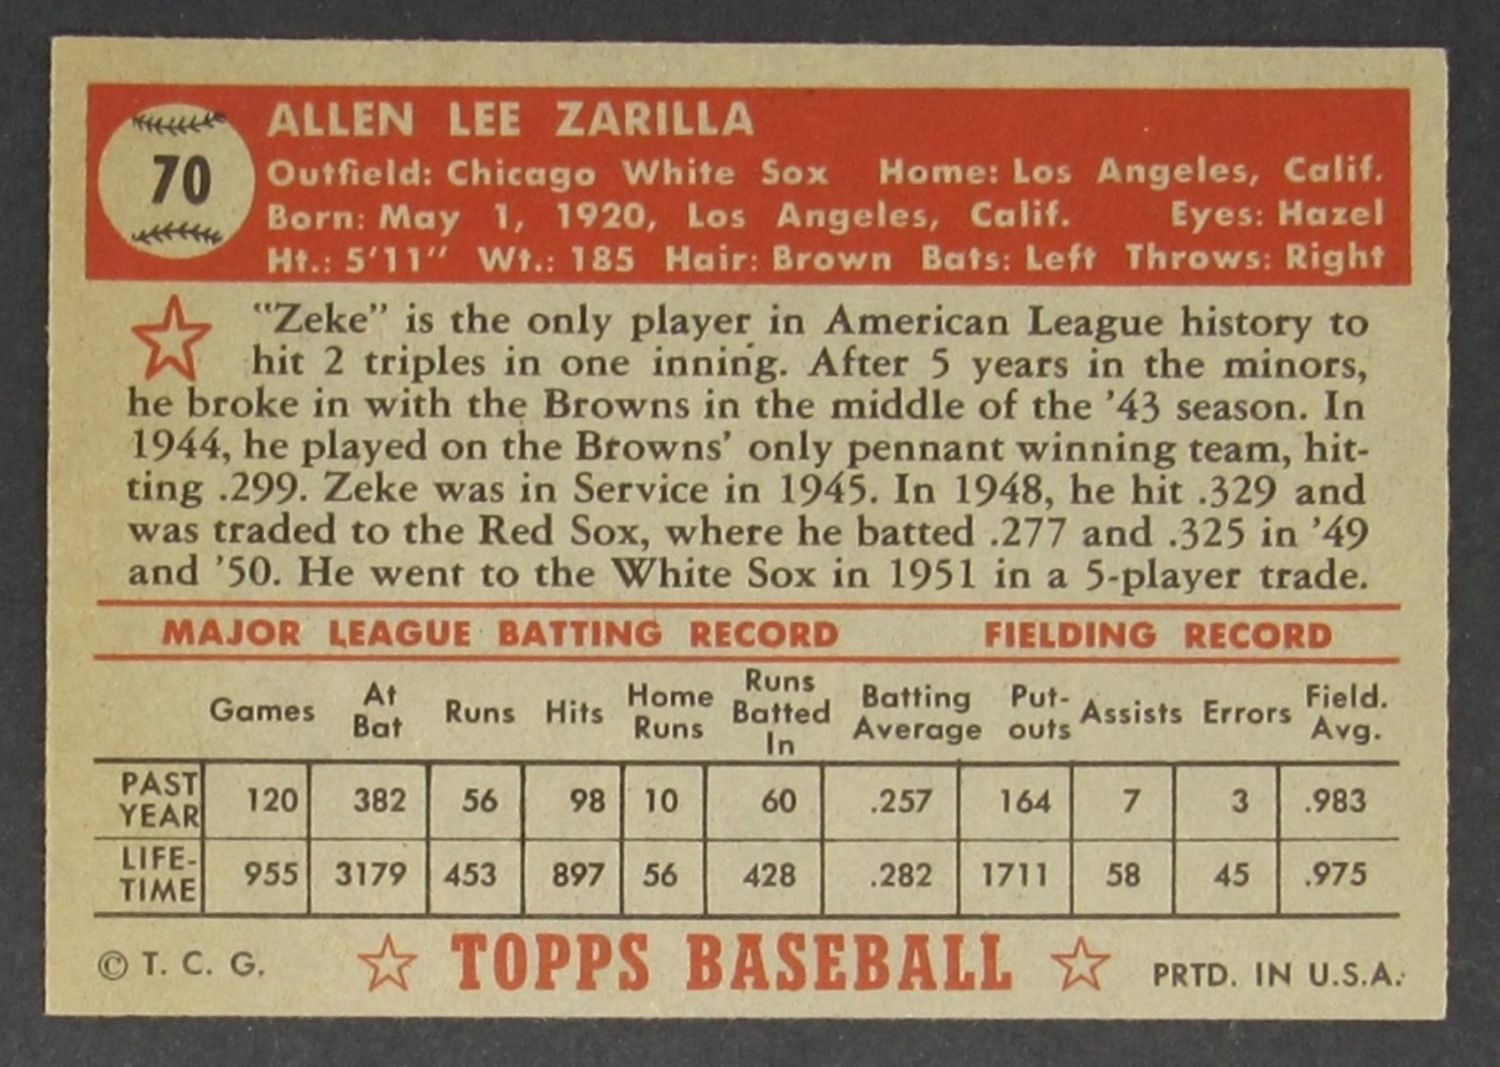 70
ALLEN LEE ZARILLA
Outfield: Chicago White Sox Home: Los Angeles, Calif.
Born: May 1, 1920, Los Angeles, Calif. Eyes: Hazel
Ht.: 5'11" Wt.: 185 Hair: Brown Bats: Left Throws: Right
"Zeke" is the only player in American League history to
hit 2 triples in one inning. After 5 years in the minors,
he broke in with the Browns in the middle of the '43 season. In
1944, he played on the Browns' only pennant winning team, hit-
ting .299. Zeke was in Service in 1945. In 1948, he hit .329 and
was traded to the Red Sox, where he batted .277 and .325 in '49
and '50. He went to the White Sox in 1951 in a 5-player trade.
MAJOR LEAGUE BATTING RECORD FIELDING RECORD
Games At Bat Runs Hits Home Runs Runs Batted In Batting Average Put-outs Assists Errors Field. Avg.
PAST YEAR 120 382 56 98 10 60 .257 164 7 3 .983
LIFE-TIME 955 3179 453 897 56 428 .282 1711 58 45 .975
© T. C. G. TOPPS BASEBALL PRTD. IN U.S.A.